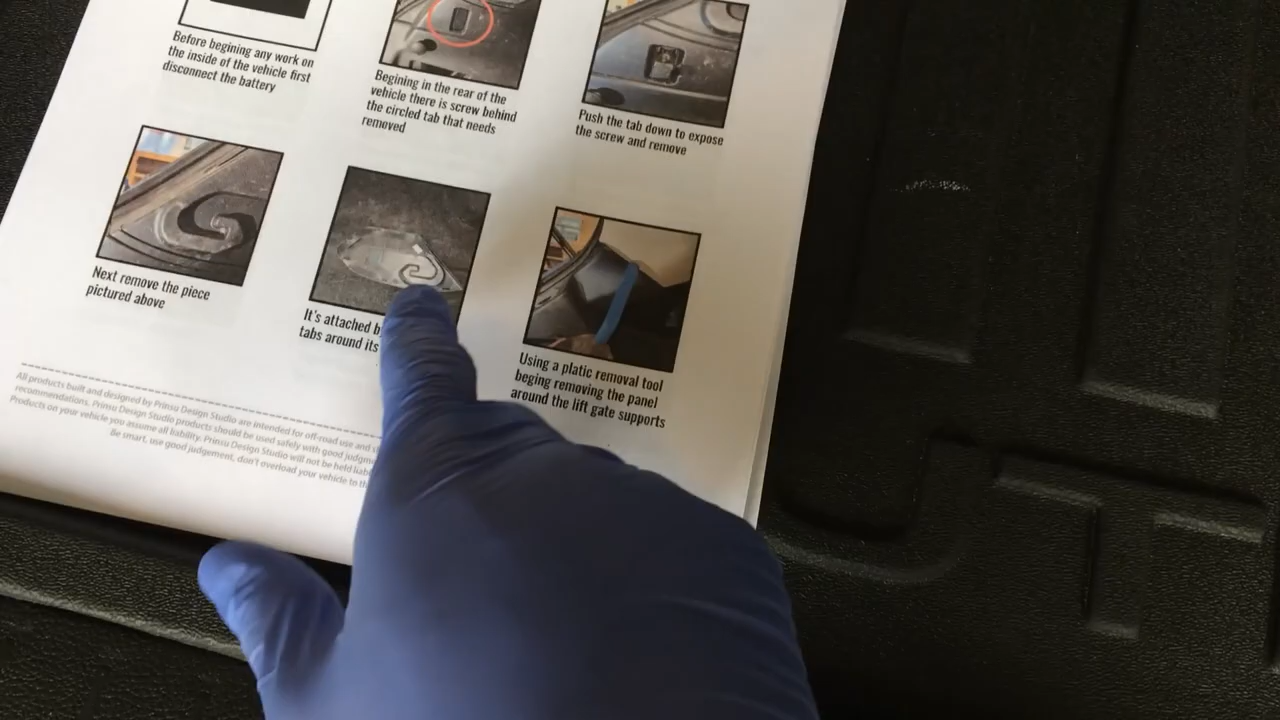 Before begining any work on
the inside of the vehicle first
disconnect the battery
Begining in the rear of the
vehicle there is screw behind
the circled tab that needs
removed
Push the tab down to expose
the screw and remove
Next remove the piece
pictured above
It's attached
tabs around its
Using a platic removal tool
beging removing the panel
around the lift gate supports
All products built and designed by Prinsu Design Studio are intended for off-road use and
recommendations. Prinsu Design Studio products should be used safely with good
Products on your vehicle you assume all liability. Prinsu Design Studio will not be held
Be smart, use good judgement, don't overload your vehicle to